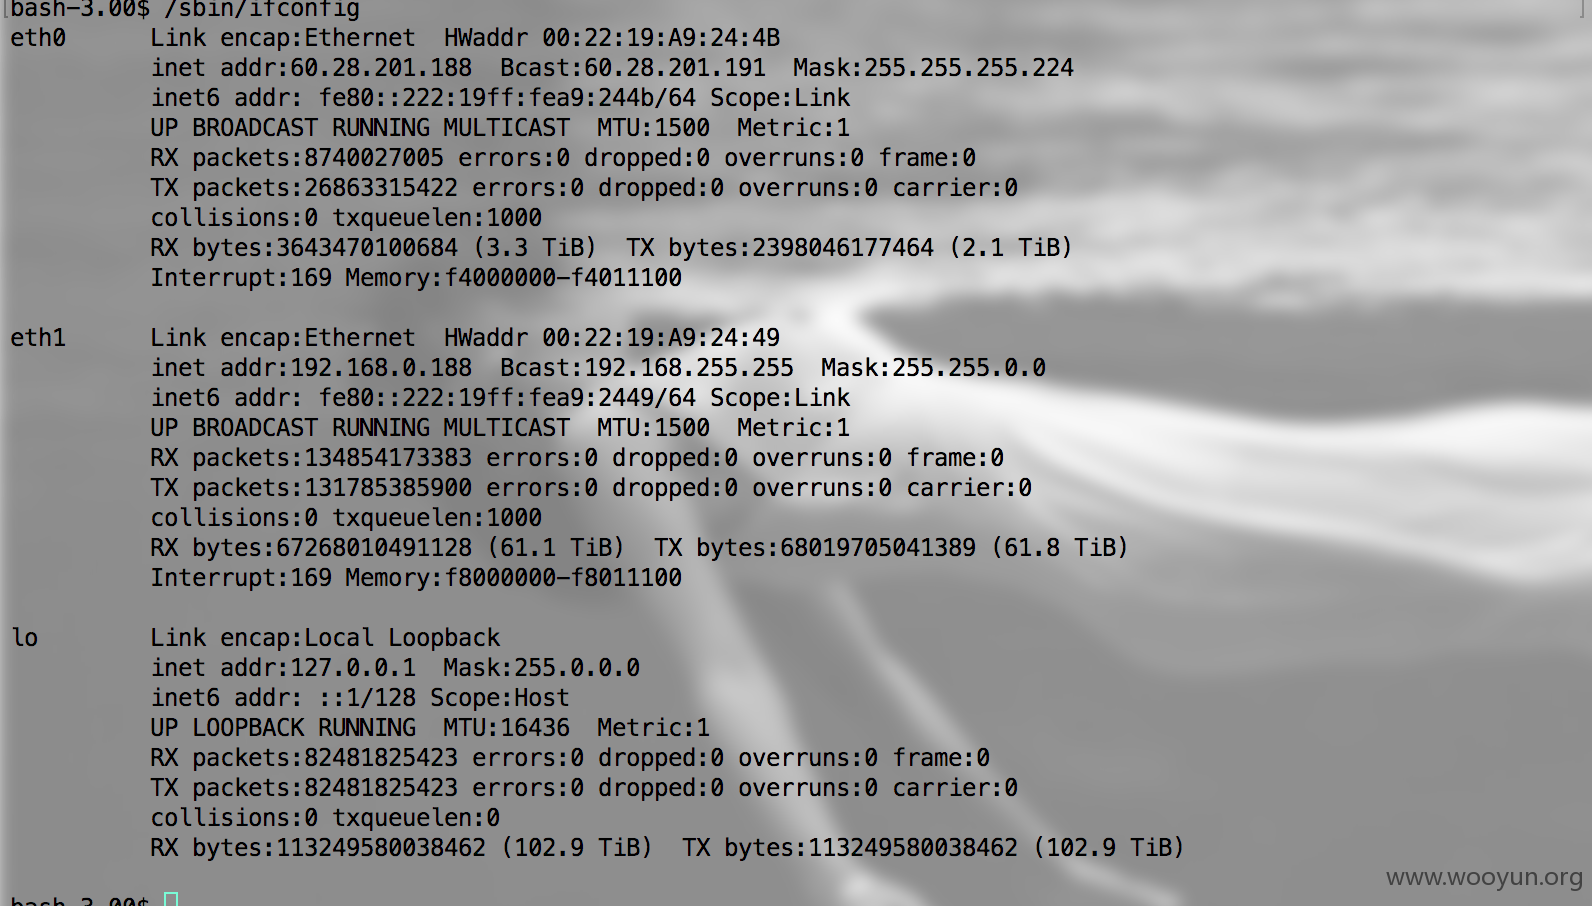 [bash-3.00$ /sbin/ifconfig ]
eth0 Link encap:Ethernet HWaddr 00:22:19:A9:24:4B
inet addr:60.28.201.188 Bcast:60.28.201.191 Mask:255.255.255.224
inet6 addr: fe80::222:19ff:fea9:244b/64 Scope:Link
UP BROADCAST RUNNING MULTICAST MTU:1500 Metric:1
RX packets:8740027005 errors:0 dropped:0 overruns:0 frame:0
TX packets:26863315422 errors:0 dropped:0 overruns:0 carrier:0
collisions:0 txqueuelen:1000
RX bytes:3643470100684 (3.3 TiB) TX bytes:2398046177464 (2.1 TiB)
Interrupt:169 Memory:f4000000-f4011100
eth1 Link encap:Ethernet HWaddr 00:22:19:A9:24:49
inet addr:192.168.0.188 Bcast:192.168.255.255 Mask:255.255.0.0
inet6 addr: fe80::222:19ff:fea9:2449/64 Scope:Link
UP BROADCAST RUNNING MULTICAST MTU:1500 Metric:1
RX packets:134854173383 errors:0 dropped:0 overruns:0 frame:0
TX packets:131785385900 errors:0 dropped:0 overruns:0 carrier:0
collisions:0 txqueuelen:1000
RX bytes:67268010491128 (61.1 TiB) TX bytes:68019705041389 (61.8 TiB)
Interrupt:169 Memory:f8000000-f8011100
lo Link encap:Local Loopback
inet addr:127.0.0.1 Mask:255.0.0.0
inet6 addr: ::1/128 Scope:Host
UP LOOPBACK RUNNING MTU:16436 Metric:1
RX packets:82481825423 errors:0 dropped:0 overruns:0 frame:0
TX packets:82481825423 errors:0 dropped:0 overruns:0 carrier:0
collisions:0 txqueuelen:0
RX bytes:113249580038462 (102.9 TiB) TX bytes:113249580038462 (102.9 TiB)
www.wooyun.org
bash-3.00$